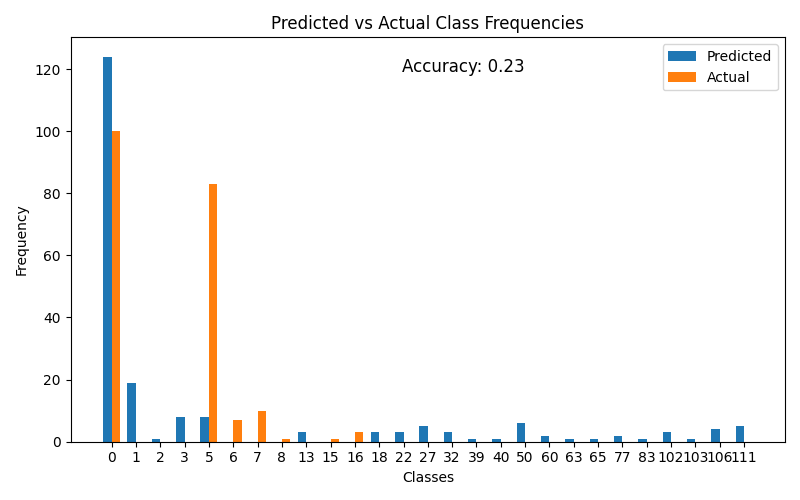 Predicted vs Actual Class Frequencies
Accuracy: 0.23
Predicted
Actual
Frequency
120
100
80
60
40
20
0
0 1 2 3 5 6 7 8 13 15 16 18 22 27 32 39 40 50 60 63 65 77 83 102 103 106 111
Classes